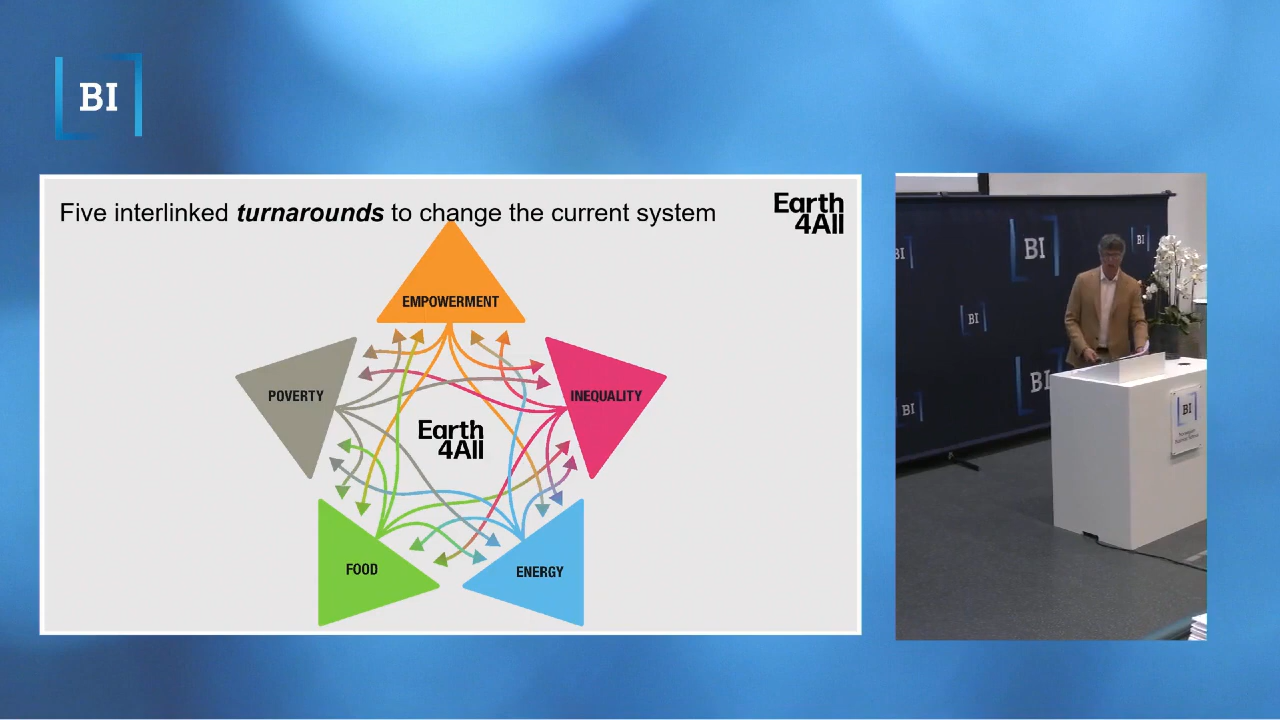 BI
Five interlinked turnarounds to change the current system
Earth
4All
EMPOWERMENT
POVERTY
INEQUALITY
Earth
4All
FOOD
ENERGY
BI
BI
BI
BI
BI
BI
BI